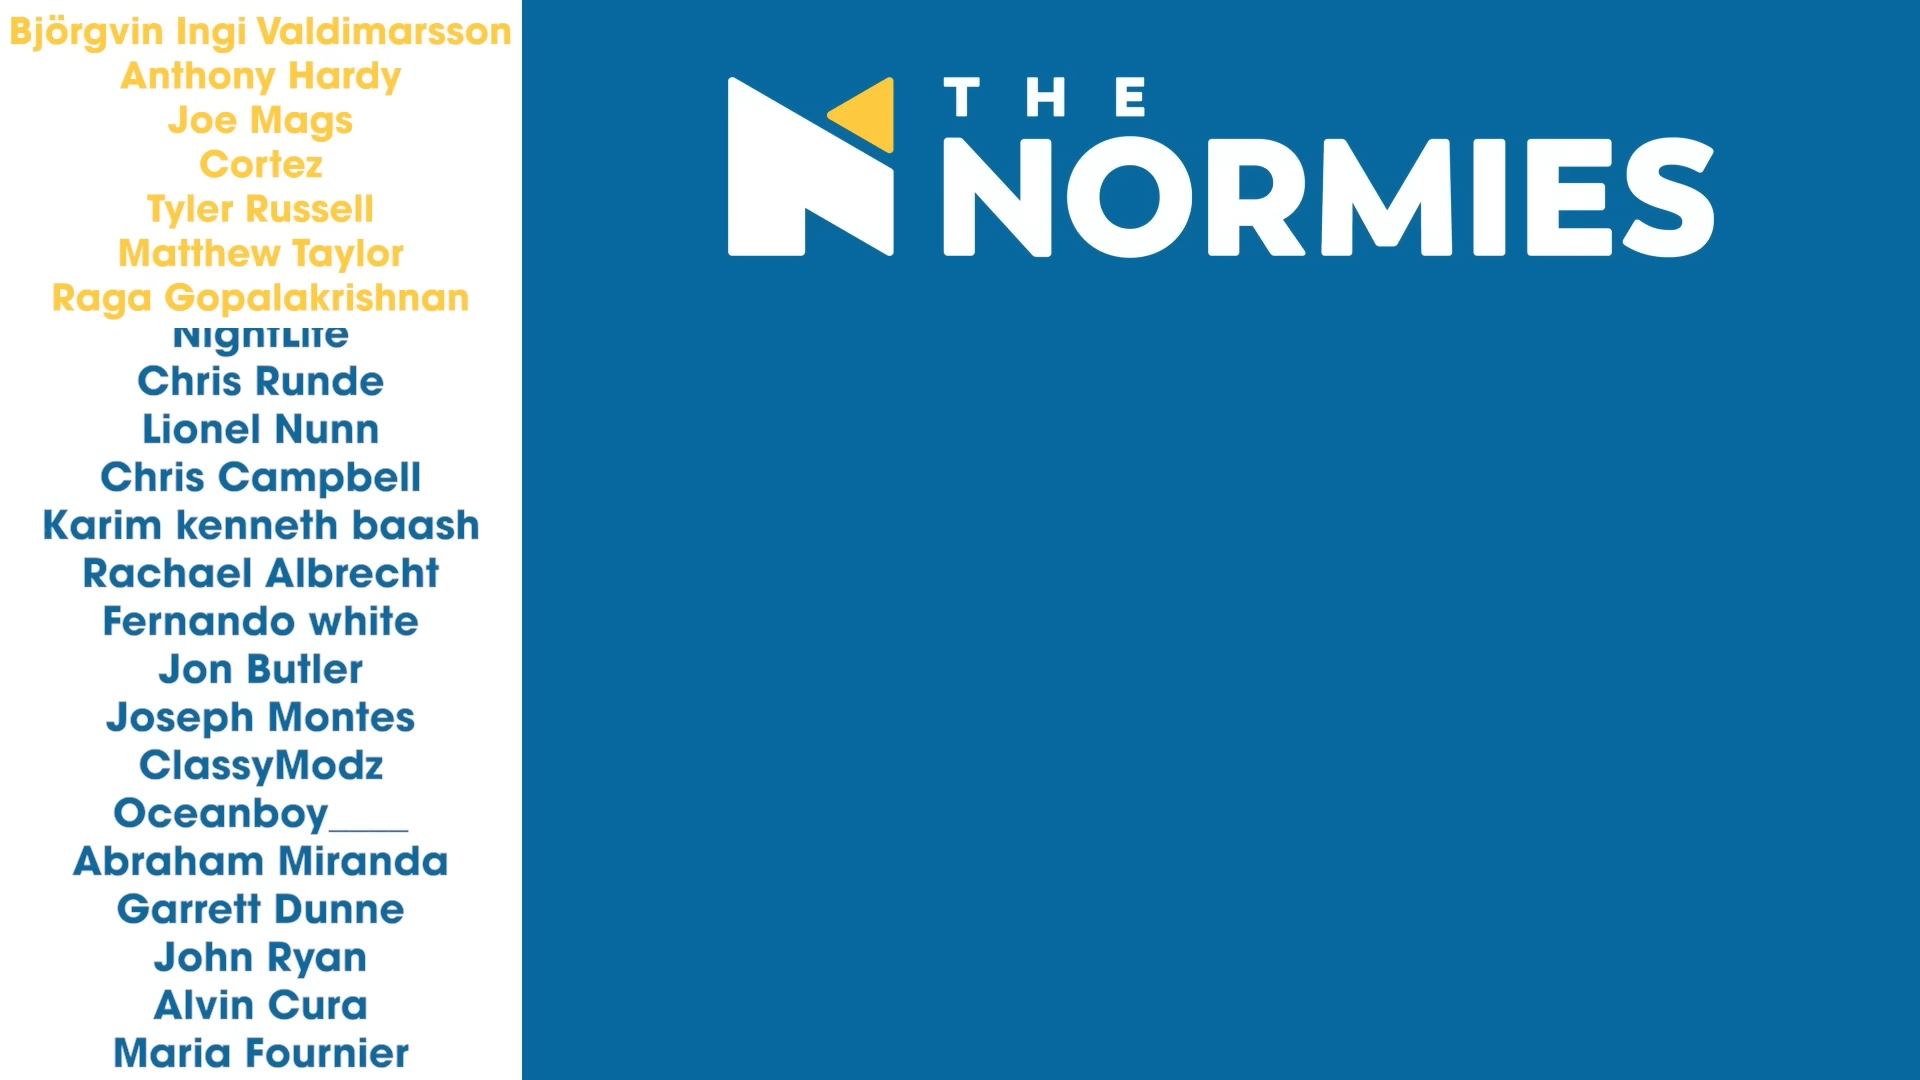 Björgvin Ingi Valdimarsson
Anthony Hardy
Joe Mags
Cortez
Tyler Russell
Matthew Taylor
Raga Gopalakrishnan
NightLife
Chris Runde
Lionel Nunn
Chris Campbell
Karim kenneth baash
Rachael Albrecht
Fernando white
Jon Butler
Joseph Montes
ClassyModz
Oceanboy____
Abraham Miranda
Garrett Dunne
John Ryan
Alvin Cura
Maria Fournier
THE
NORMIES